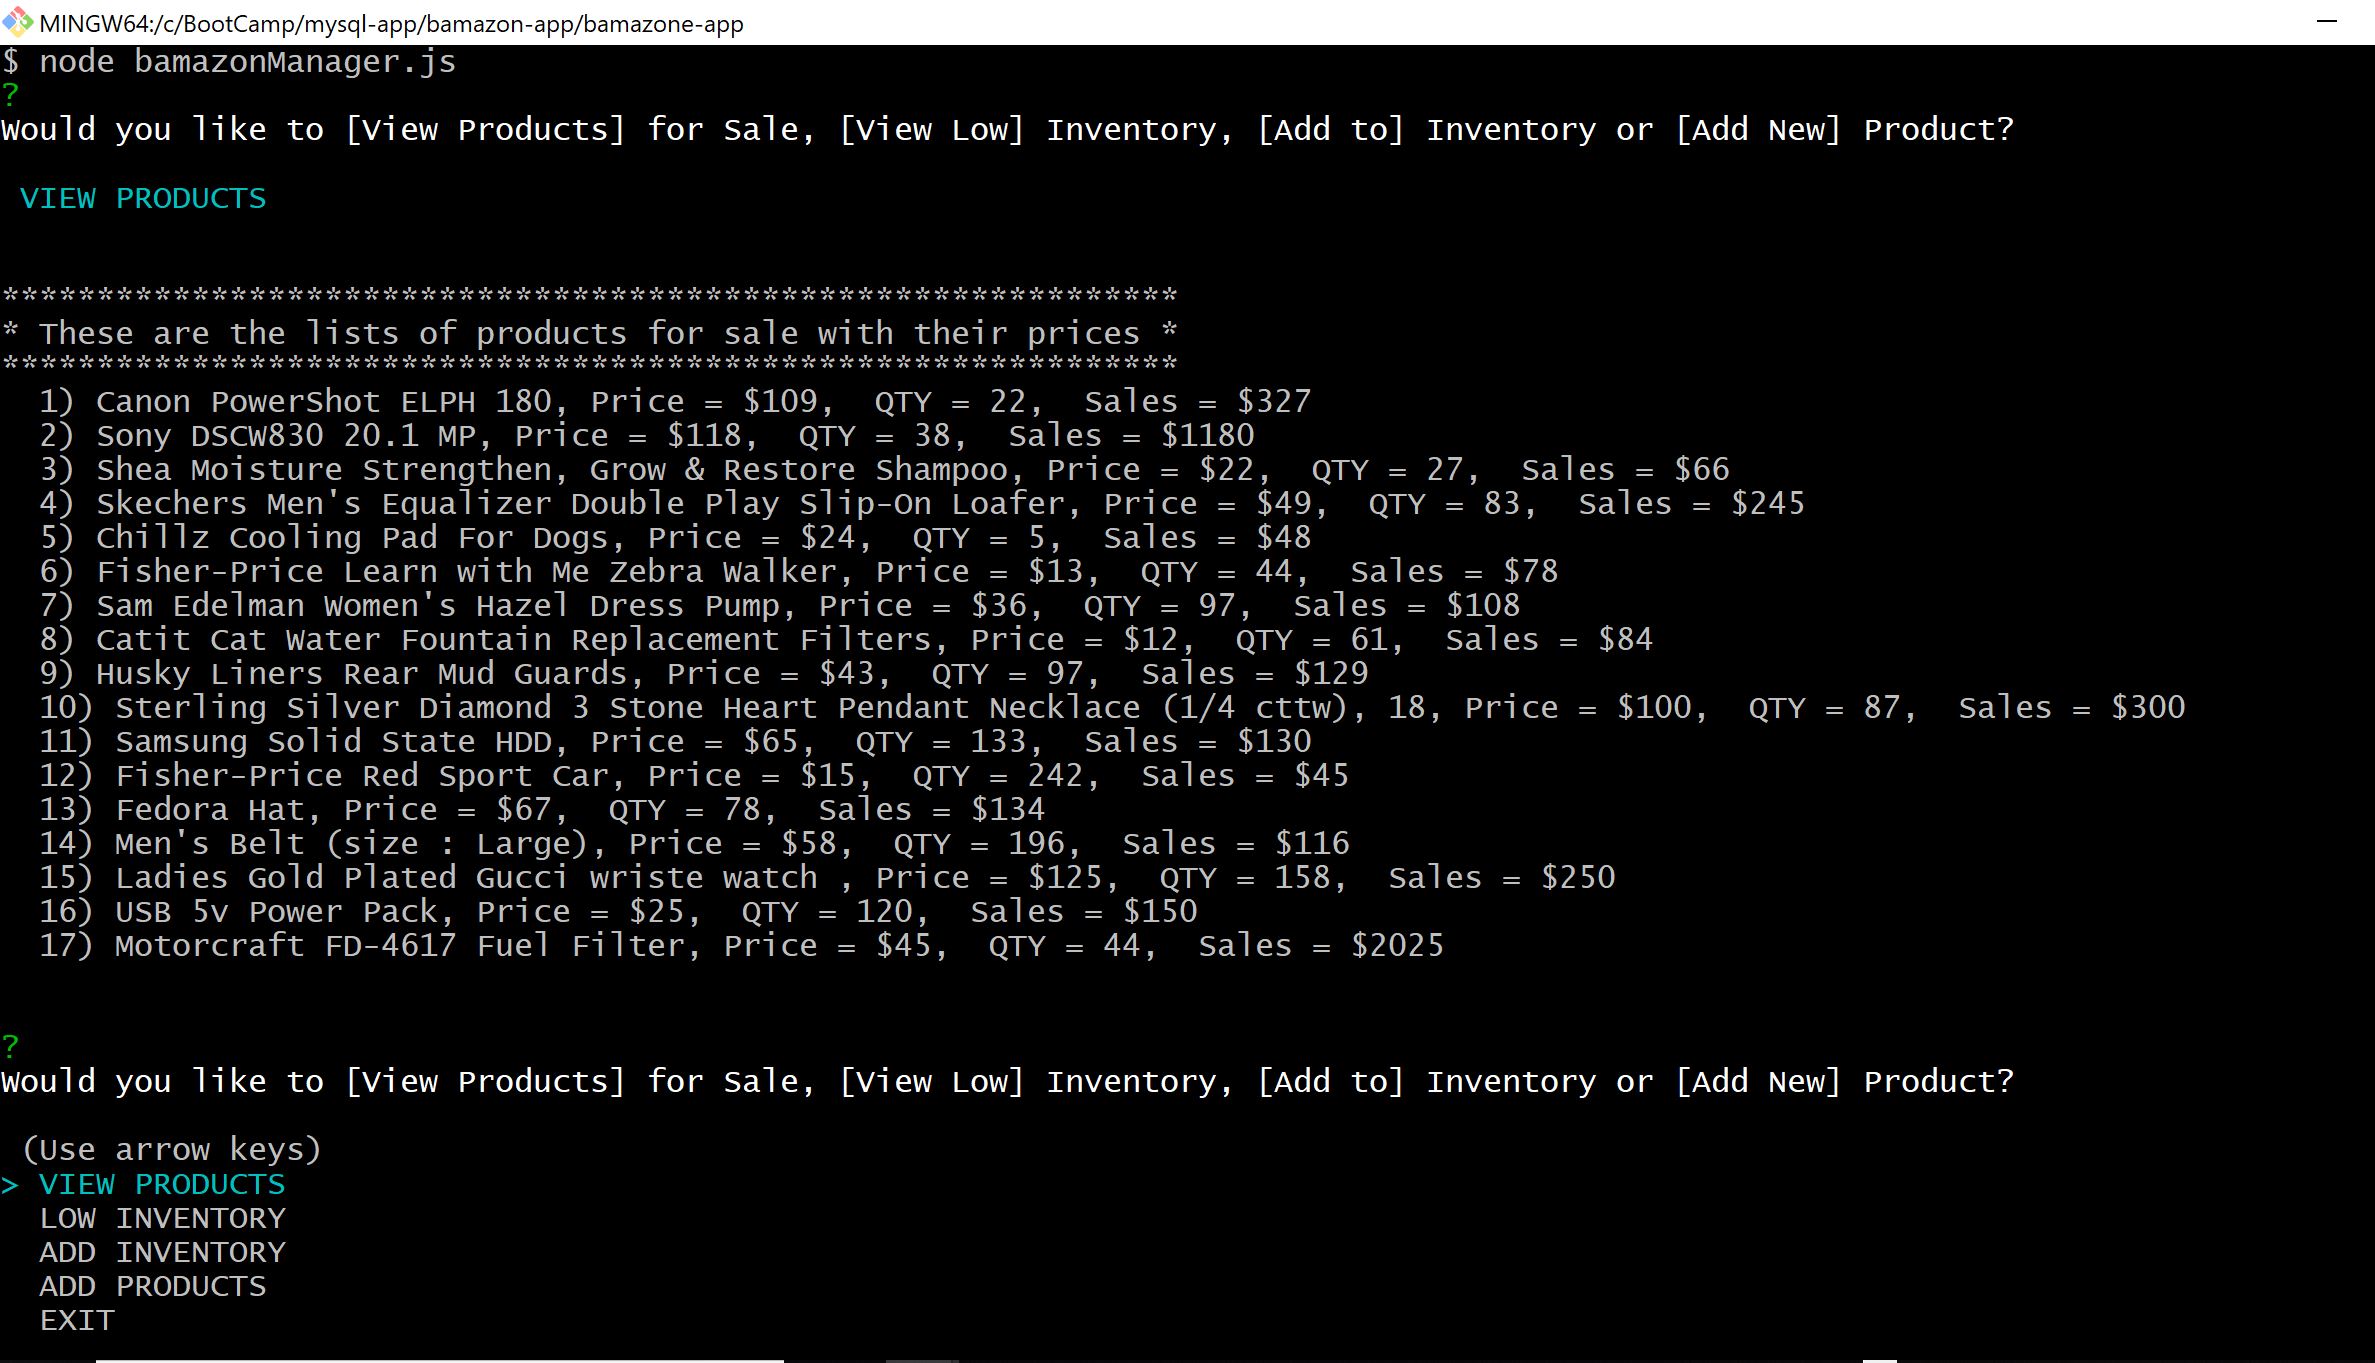 MINGW64:/c/BootCamp/mysql-app/bamazon-app/bamazone-app
$ node bamazonManager.js
?
Would you like to [View Products] for Sale, [View Low] Inventory, [Add to] Inventory or [Add New] Product?
VIEW PRODUCTS
**************************************************************
* These are the lists of products for sale with their prices *
**************************************************************
1) Canon PowerShot ELPH 180, Price = $109,  QTY = 22,  Sales = $327
2) Sony DSCW830 20.1 MP, Price = $118,  QTY = 38,  Sales = $1180
3) Shea Moisture Strengthen, Grow & Restore Shampoo, Price = $22,  QTY = 27,  Sales = $66
4) Skechers Men's Equalizer Double Play Slip-On Loafer, Price = $49,  QTY = 83,  Sales = $245
5) Chillz Cooling Pad For Dogs, Price = $24,  QTY = 5,  Sales = $48
6) Fisher-Price Learn with Me Zebra Walker, Price = $13,  QTY = 44,  Sales = $78
7) Sam Edelman Women's Hazel Dress Pump, Price = $36,  QTY = 97,  Sales = $108
8) Catit Cat Water Fountain Replacement Filters, Price = $12,  QTY = 61,  Sales = $84
9) Husky Liners Rear Mud Guards, Price = $43,  QTY = 97,  Sales = $129
10) Sterling Silver Diamond 3 Stone Heart Pendant Necklace (1/4 cttw), 18, Price = $100,  QTY = 87,  Sales = $300
11) Samsung Solid State HDD, Price = $65,  QTY = 133,  Sales = $130
12) Fisher-Price Red Sport Car, Price = $15,  QTY = 242,  Sales = $45
13) Fedora Hat, Price = $67,  QTY = 78,  Sales = $134
14) Men's Belt (size : Large), Price = $58,  QTY = 196,  Sales = $116
15) Ladies Gold Plated Gucci wriste watch , Price = $125,  QTY = 158,  Sales = $250
16) USB 5v Power Pack, Price = $25,  QTY = 120,  Sales = $150
17) Motorcraft FD-4617 Fuel Filter, Price = $45,  QTY = 44,  Sales = $2025
?
Would you like to [View Products] for Sale, [View Low] Inventory, [Add to] Inventory or [Add New] Product?
(Use arrow keys)
> VIEW PRODUCTS
LOW INVENTORY
ADD INVENTORY
ADD PRODUCTS
EXIT